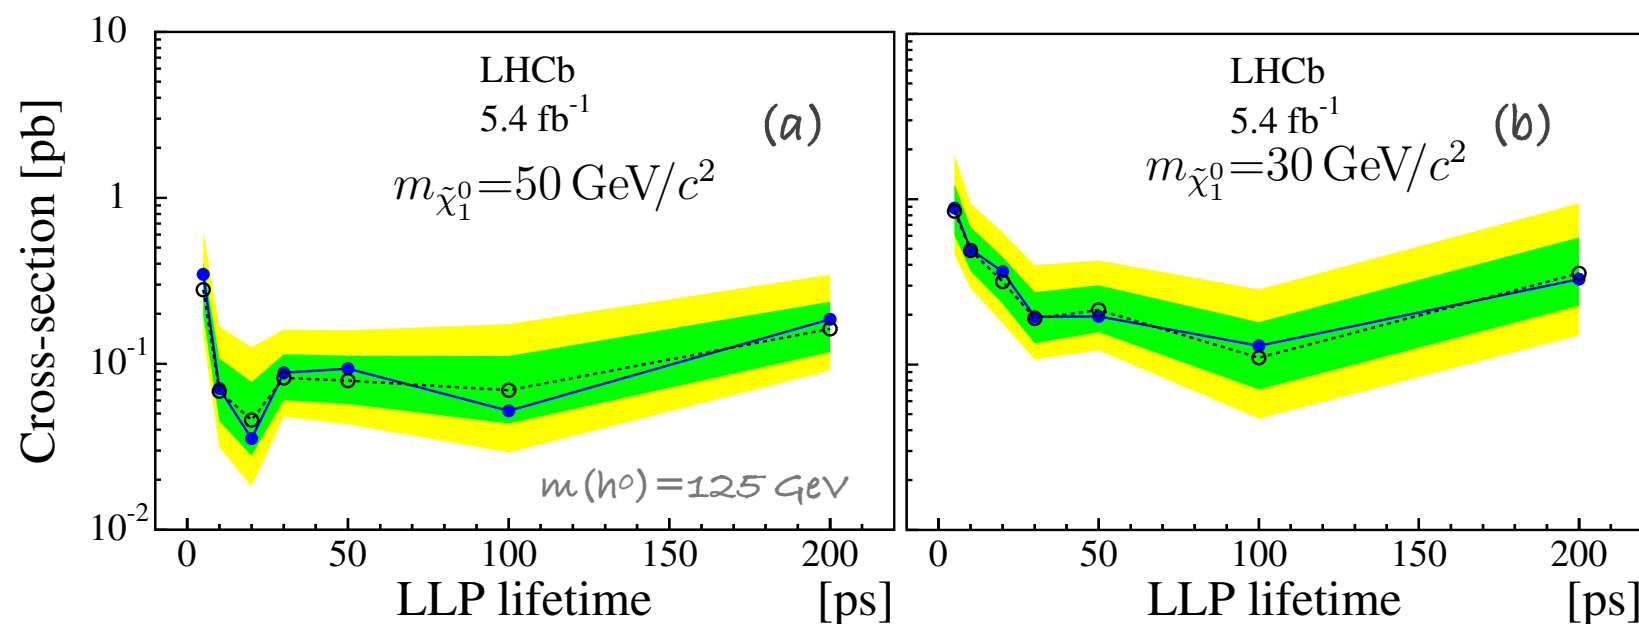 Cross-section [pb]
10
1
10⁻¹
10⁻²
LHCb
5.4 fb⁻¹
(a)
m_{χ̃₁⁰}=50 GeV/c²
m(h⁰)=125 GeV
0 50 100 150 200
LLP lifetime [ps]
LHCb
5.4 fb⁻¹
(b)
m_{χ̃₁⁰}=30 GeV/c²
0 50 100 150 200
LLP lifetime [ps]